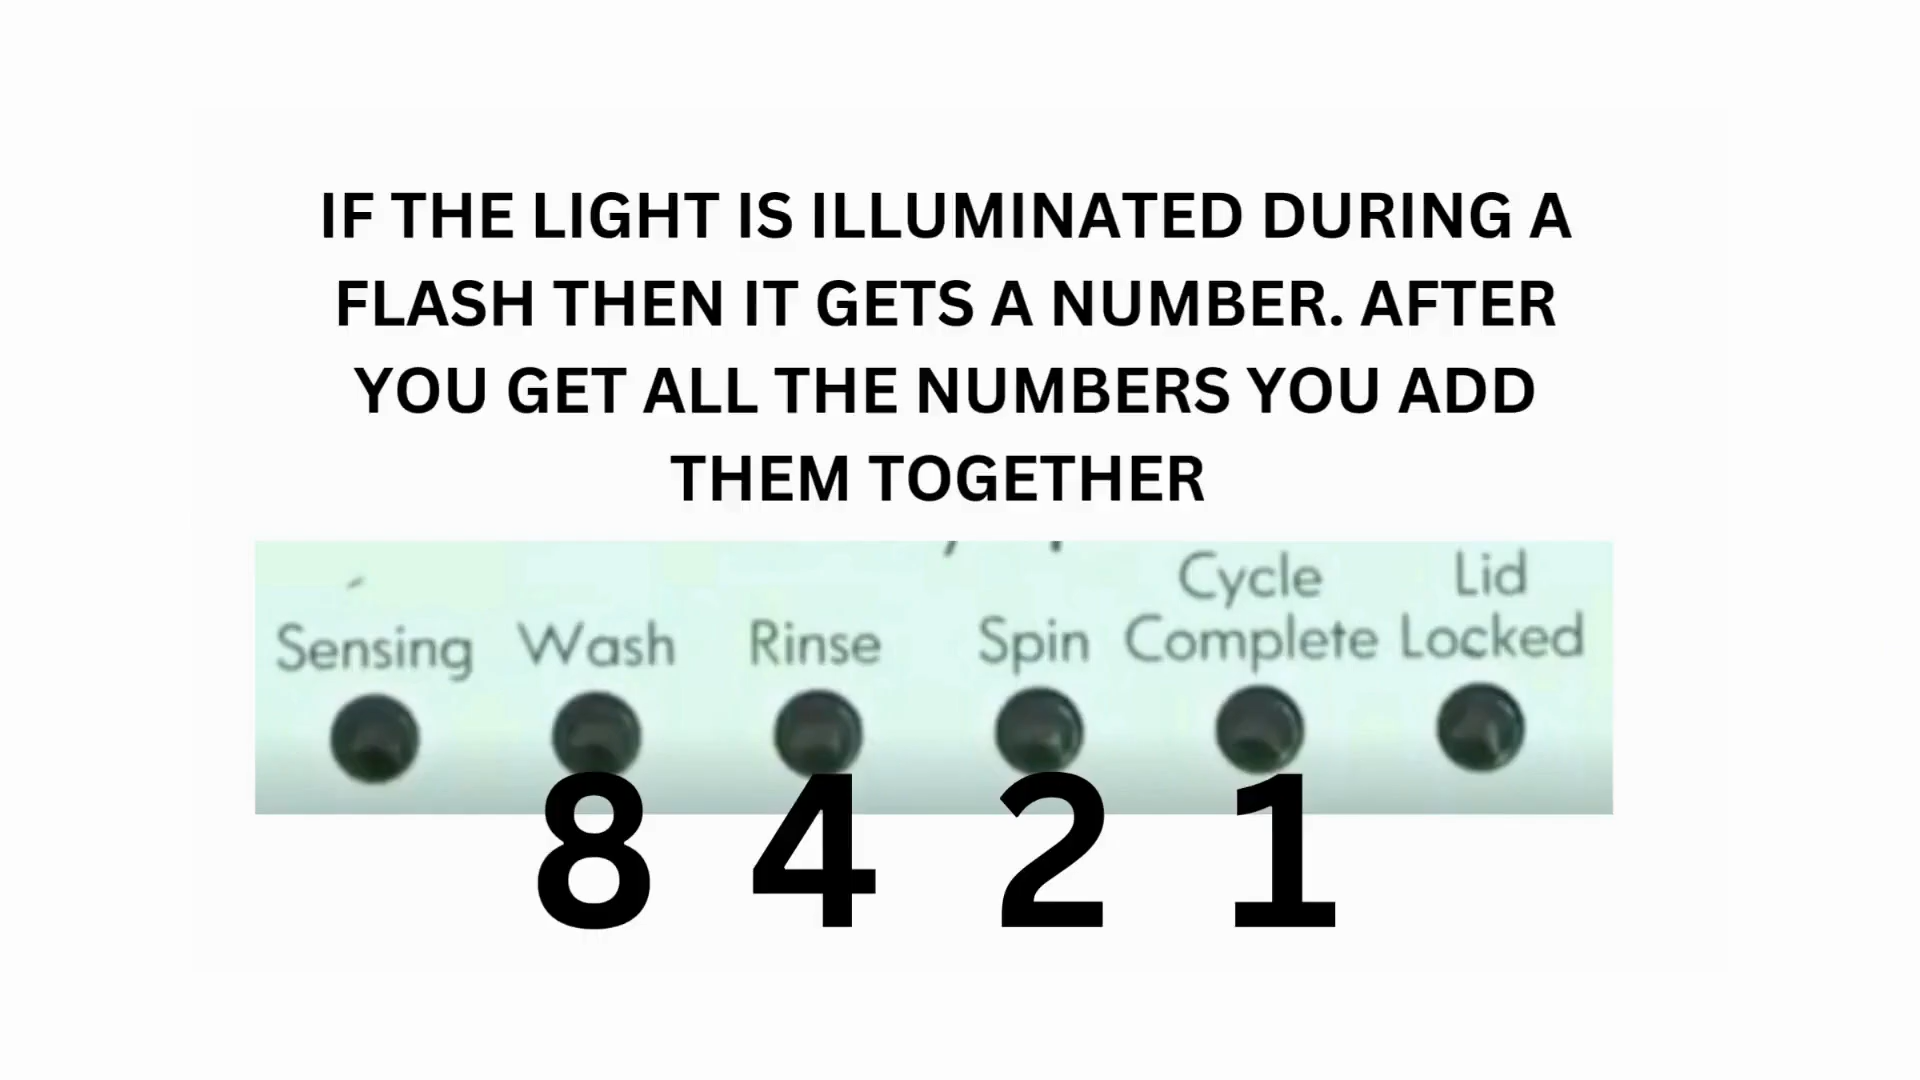 IF THE LIGHT IS ILLUMINATED DURING A
FLASH THEN IT GETS A NUMBER. AFTER
YOU GET ALL THE NUMBERS YOU ADD
THEM TOGETHER
Cycle Lid
Sensing Wash Rinse Spin Complete Locked
8 4 2 1